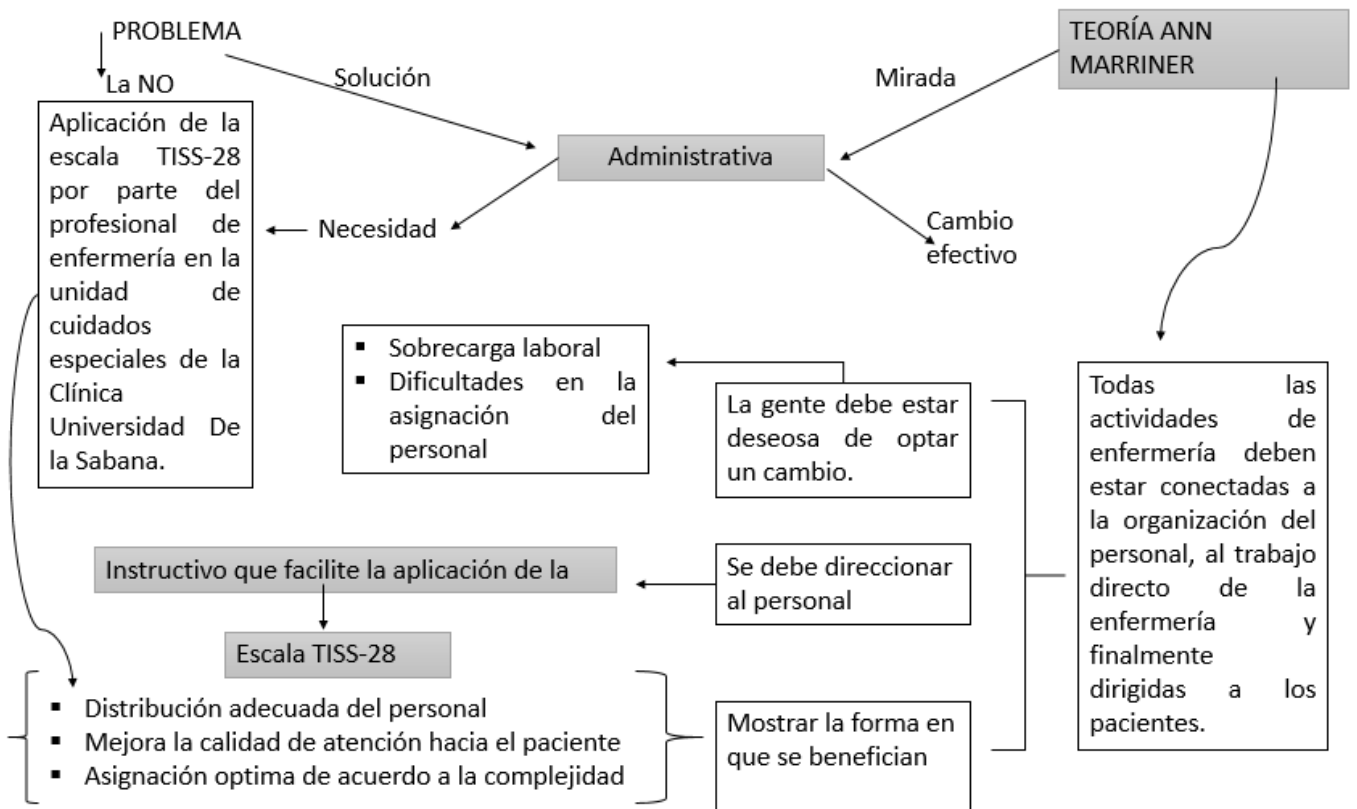 PROBLEMA
La NO
Aplicación de la
escala TISS-28
por parte del
profesional de
enfermería en la
unidad de
cuidados
especiales de la
Clínica
Universidad De
la Sabana.
Solución
Administrativa
Mirada
TEORÍA ANN
MARRINER
Necesidad
Cambio
efectivo
▪ Sobrecarga laboral
▪ Dificultades en la
asignación del
personal
La gente debe estar
deseosa de optar
un cambio.
Todas las
actividades de
enfermería deben
estar conectadas a
la organización del
personal, al trabajo
directo de la
enfermería y
finalmente
dirigidas a los
pacientes.
Instructivo que facilite la aplicación de la
Se debe direccionar
al personal
Escala TISS-28
▪ Distribución adecuada del personal
▪ Mejora la calidad de atención hacia el paciente
▪ Asignación optima de acuerdo a la complejidad
Mostrar la forma en
que se benefician